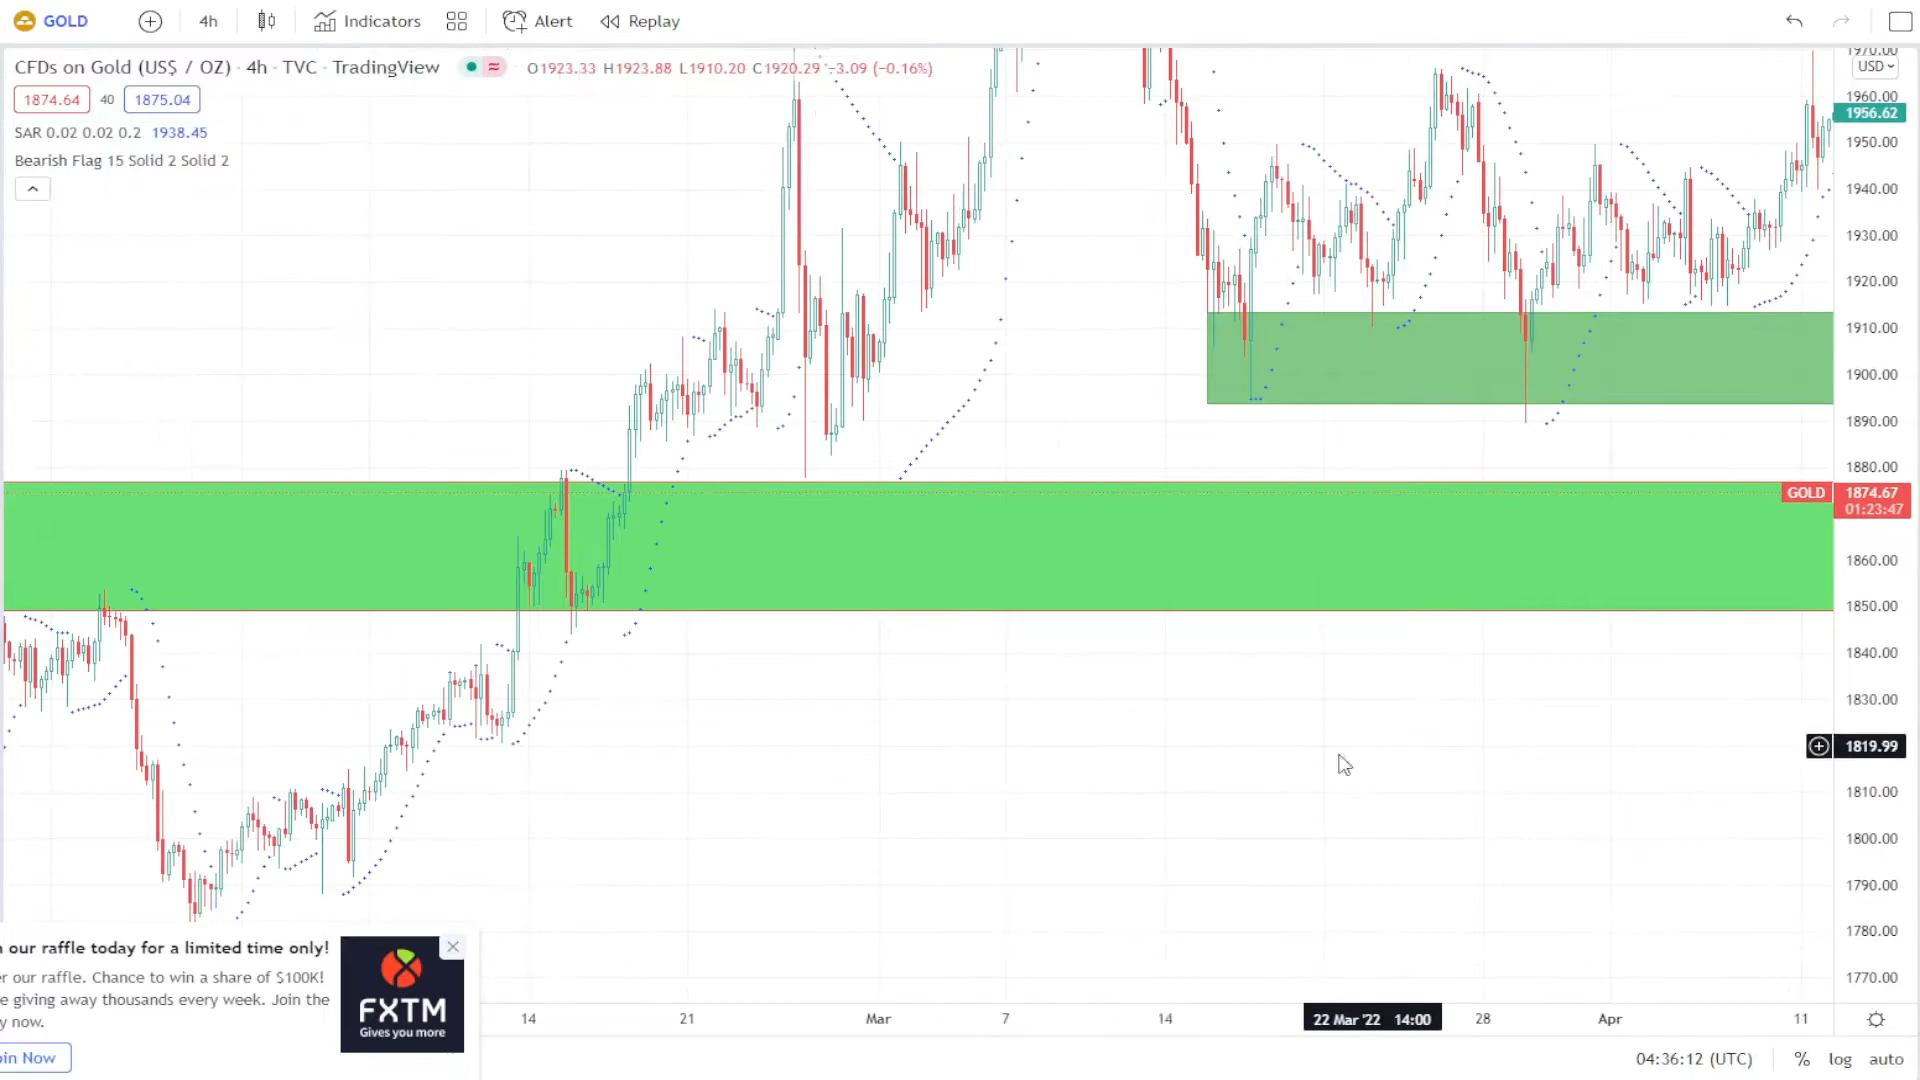 GOLD 4h Indicators Alert Replay
CFDs on Gold (US$ / OZ) · 4h · TVC · TradingView O1923.33 H1923.88 L1910.20 C1920.29 −3.09 (−0.16%)
1874.64 40 1875.04
SAR 0.02 0.02 0.2 1938.45
Bearish Flag 15 Solid 2 Solid 2
1970.00
USD
1960.00
1956.62
1950.00
1940.00
1930.00
1920.00
1910.00
1900.00
1890.00
1880.00
GOLD 1874.67
01:23:47
1860.00
1850.00
1840.00
1830.00
1819.99
1810.00
1800.00
1790.00
1780.00
1770.00
our raffle today for a limited time only!
er our raffle. Chance to win a share of $100K!
e giving away thousands every week. Join the
y now.
oin Now
FXTM
Gives you more
14 21 Mar 7 14 22 Mar '22 14:00 28 Apr 11
04:36:12 (UTC) % log auto